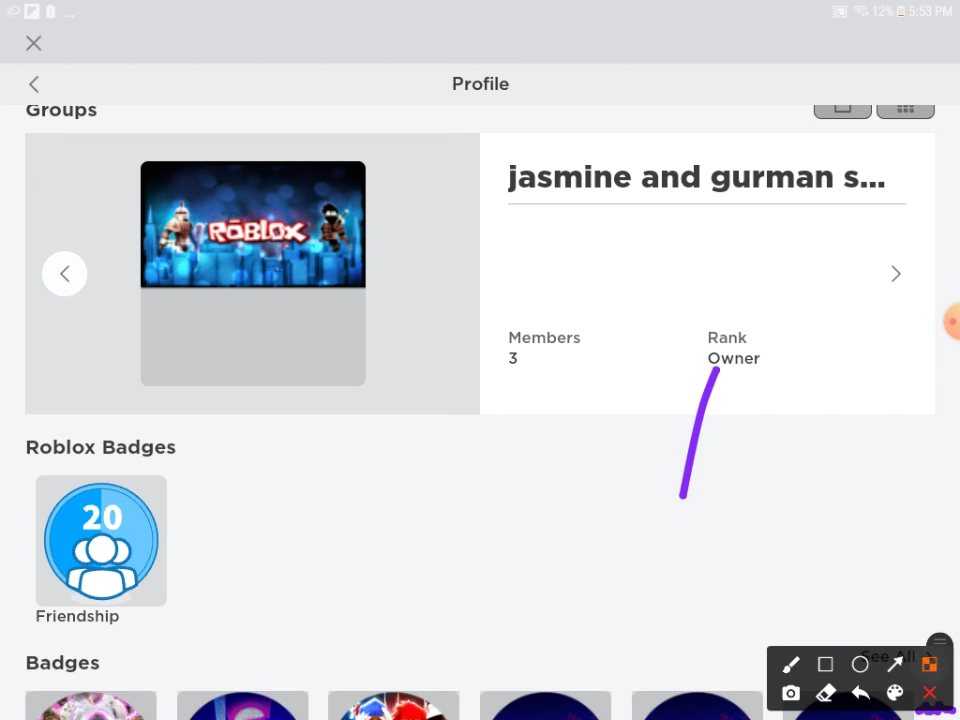 ... 12% 5:53 PM
Profile
Groups
ROBLOX
jasmine and gurman s...
Members
3
Rank
Owner
Roblox Badges
20
Friendship
Badges
See All